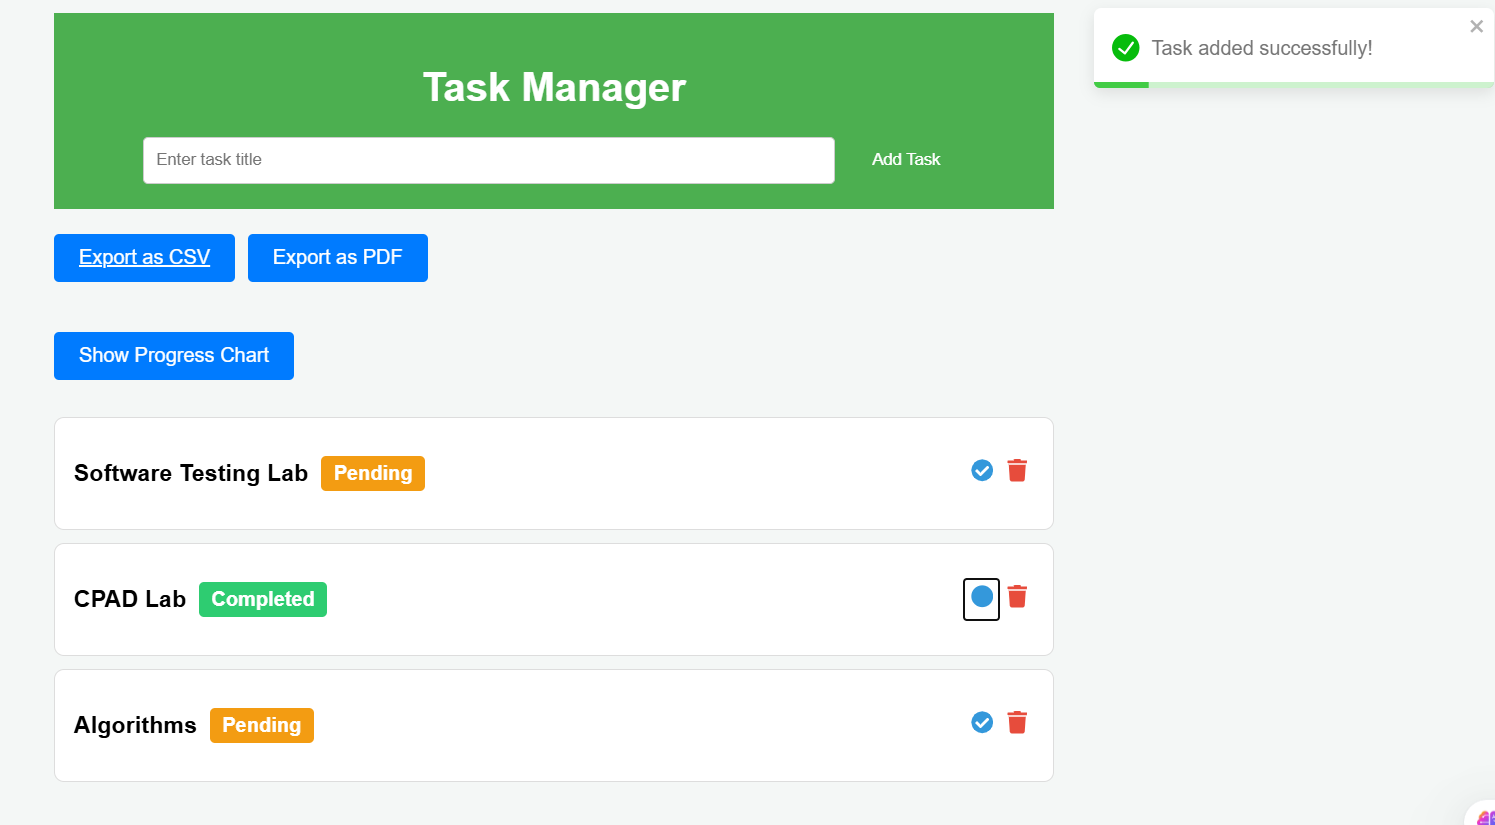 Task added successfully!
Task Manager
Enter task title
Add Task
Export as CSV
Export as PDF
Show Progress Chart
Software Testing Lab
Pending
CPAD Lab
Completed
Algorithms
Pending